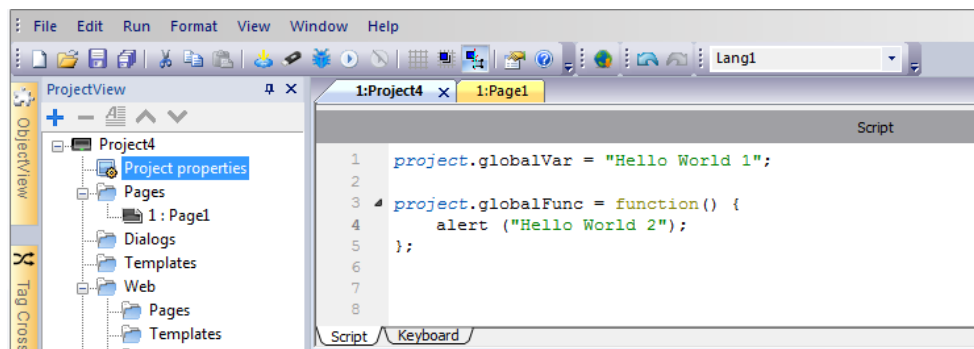 File Edit Run Format View Window Help
Lang1
ObjectView
Tag Cross
ProjectView
Project4
Project properties
Pages
1 : Page1
Dialogs
Templates
Web
Pages
Templates
1:Project4 1:Page1
Script
1 project.globalVar = "Hello World 1";
2
3 project.globalFunc = function() {
4 alert ("Hello World 2");
5 };
6
7
8
Script Keyboard